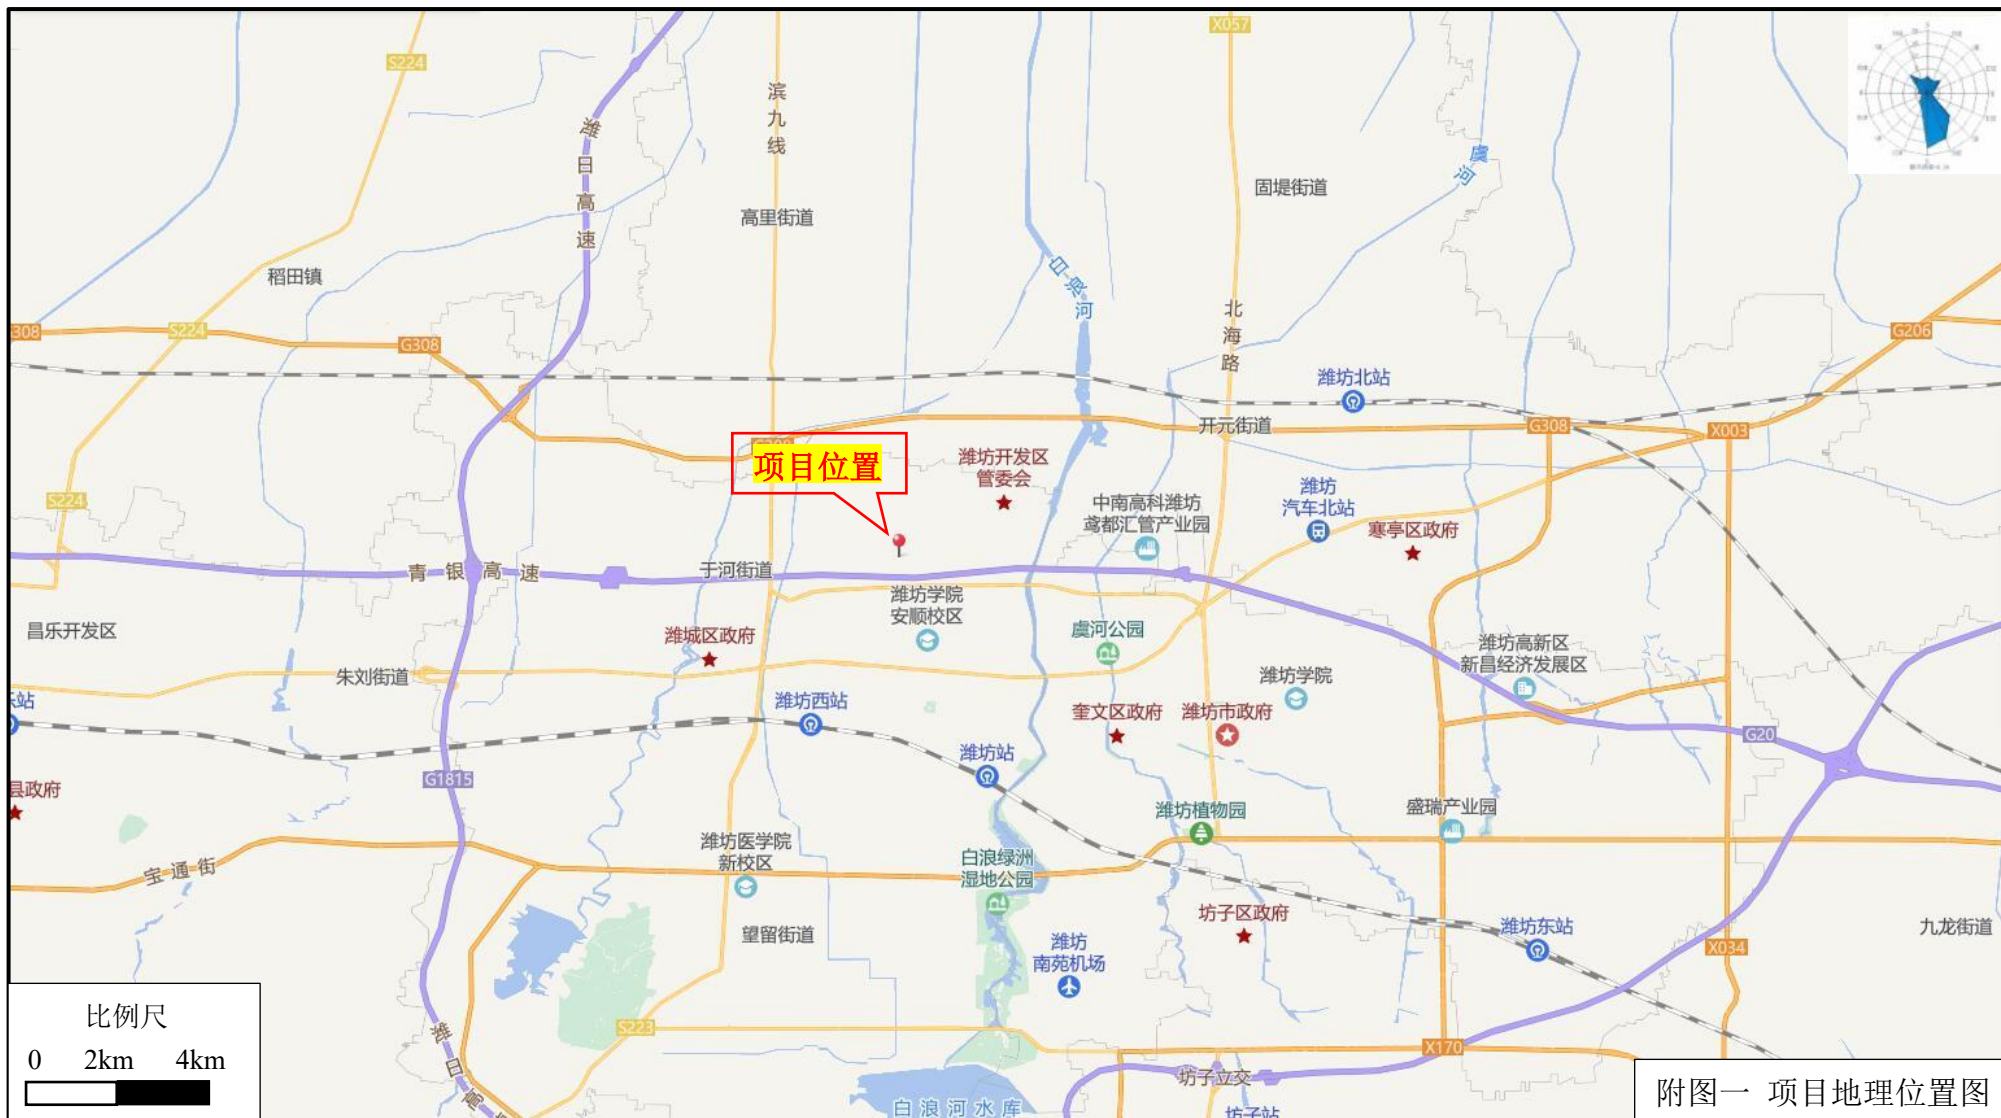 X057
S224
滨九线
潍日高速
虞河
固堤街道
高里街道
稻田镇
白浪河
北海路
308
S224
G308
G206
潍坊北站
开元街道
G308
X003
项目位置
潍坊开发区
管委会
S224
中南高科潍坊
鸢都汇智产业园
潍坊
汽车北站
寒亭区政府
青银高速
于河街道
潍坊学院
安顺校区
昌乐开发区
潍城区政府
虞河公园
潍坊高新区
新昌经济发展区
朱刘街道
潍坊学院
乐站
潍坊西站
奎文区政府
潍坊市政府
G20
潍坊站
G1815
县政府
潍坊植物园
盛瑞产业园
潍坊医学院
新校区
宝通街
白浪绿洲
湿地公园
坊子区政府
潍坊东站
九龙街道
望留街道
潍坊
南苑机场
X034
比例尺
0 2km 4km
S223
潍日高
X170
坊子立交
白浪河水库
坊子站
附图一 项目地理位置图